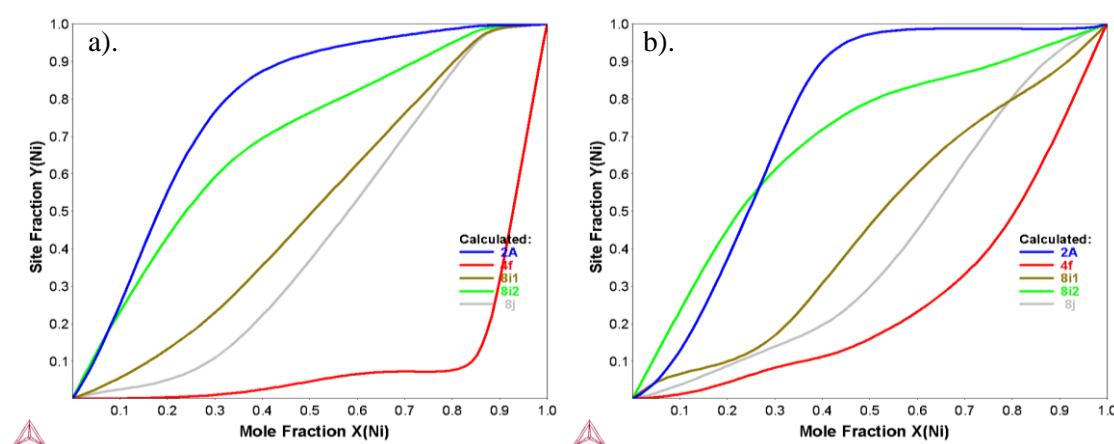 a).
1.0
0.9
0.8
0.7
0.6
0.5
0.4
0.3
0.2
0.1
Site Fraction Y(Ni)
Calculated:
2A
4f
8i1
8i2
8j
0.1 0.2 0.3 0.4 0.5 0.6 0.7 0.8 0.9 1.0
Mole Fraction X(Ni)
b).
1.0
0.9
0.8
0.7
0.6
0.5
0.4
0.3
0.2
0.1
Site Fraction Y(Ni)
Calculated:
2A
4f
8i1
8i2
8j
0.1 0.2 0.3 0.4 0.5 0.6 0.7 0.8 0.9 1.0
Mole Fraction X(Ni)